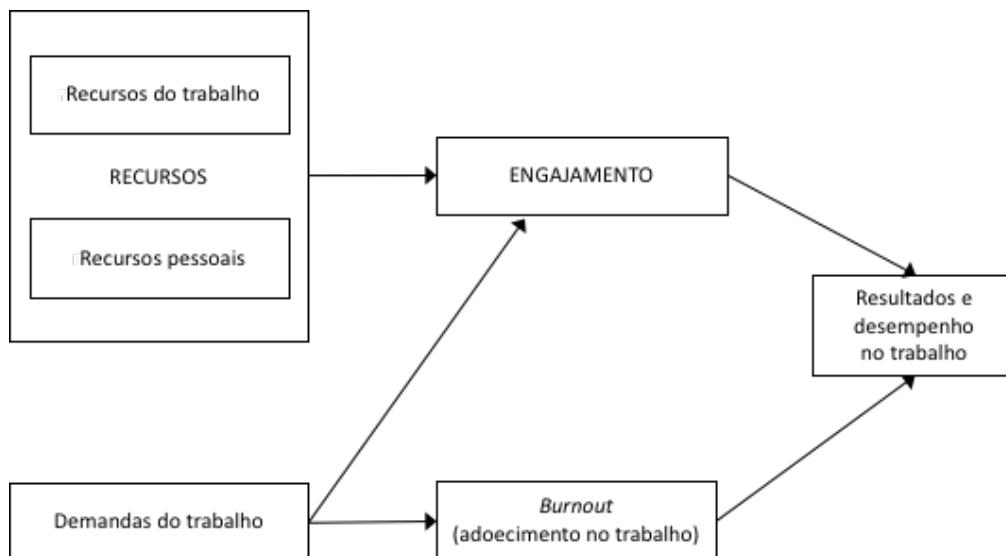 Recursos do trabalho
RECURSOS
Recursos pessoais
ENGAJAMENTO
Resultados e
desempenho
no trabalho
Demandas do trabalho
Burnout
(adoecimento no trabalho)